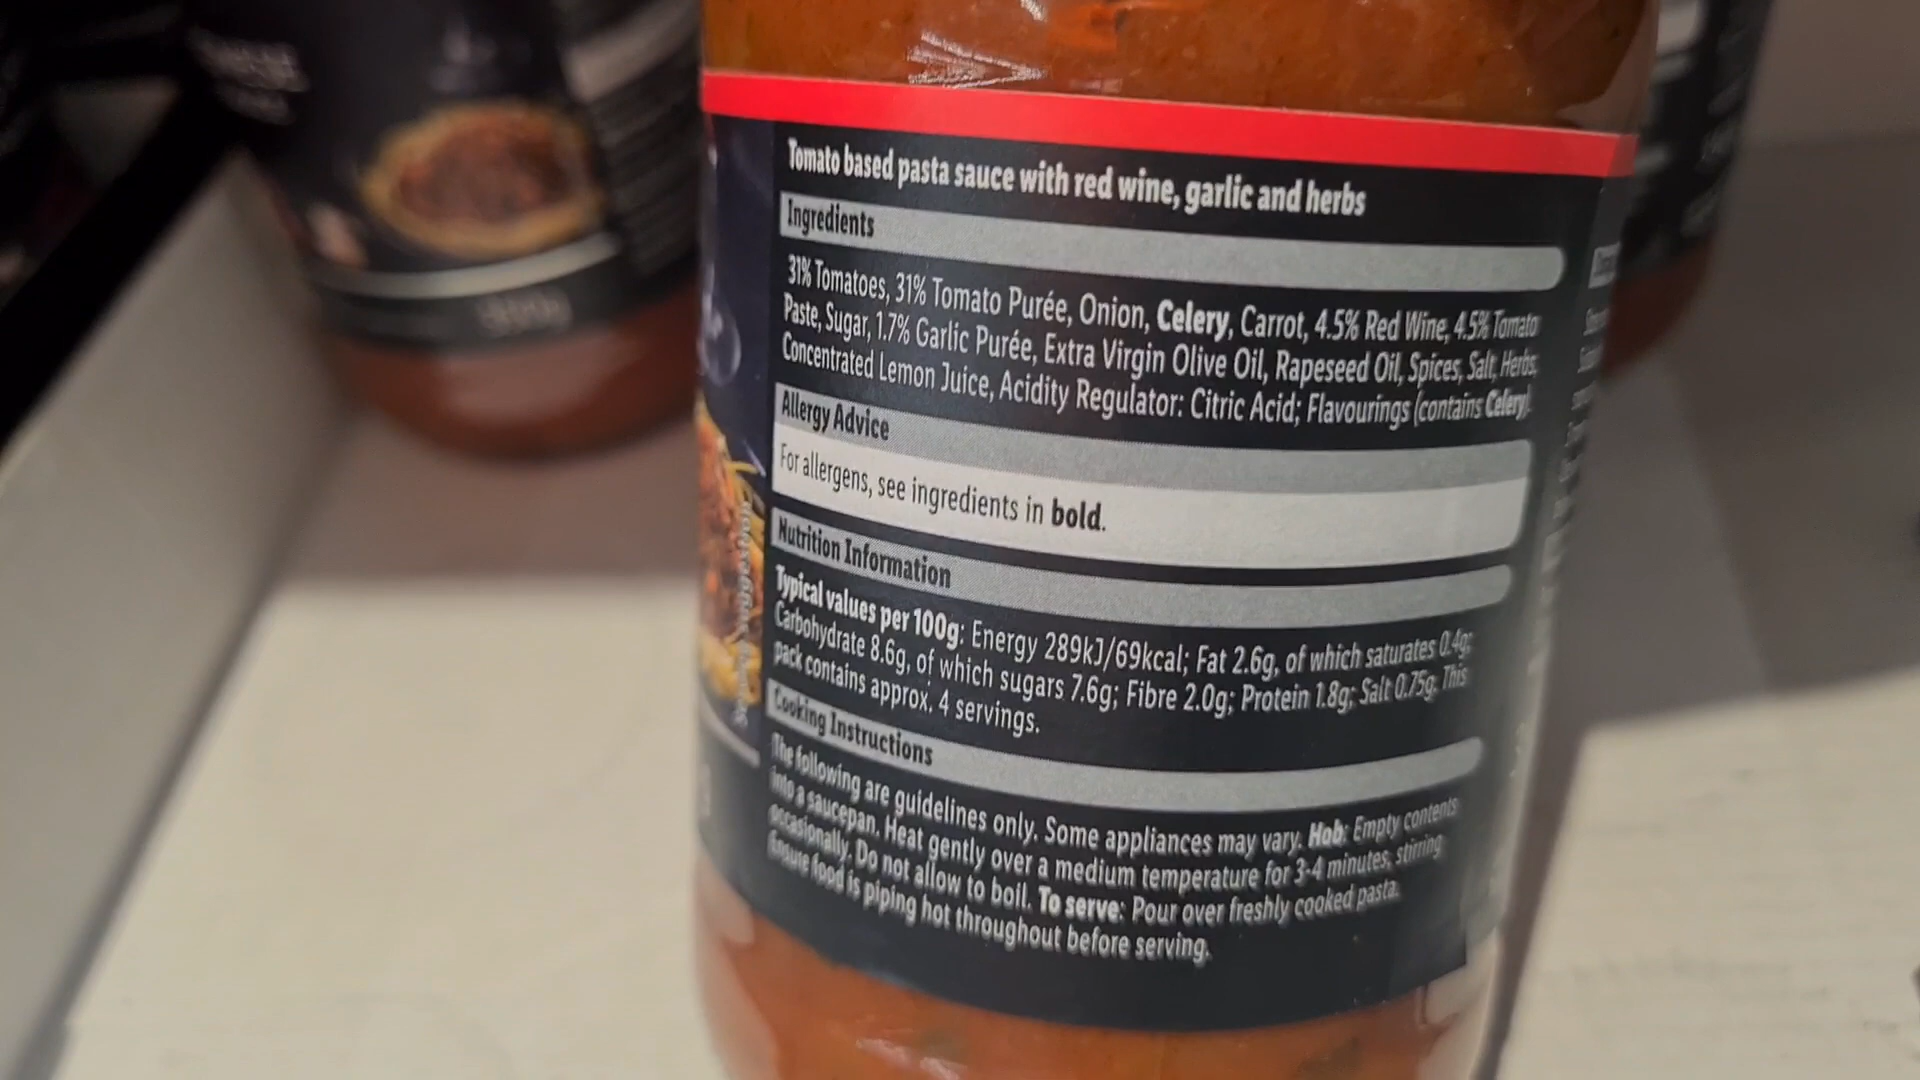 Tomato based pasta sauce with red wine, garlic and herbs
Ingredients
31% Tomatoes, 31% Tomato Purée, Onion, Celery, Carrot, 4.5% Red Wine, 4.5% Tomato
Paste, Sugar, 1.7% Garlic Purée, Extra Virgin Olive Oil, Rapeseed Oil, Spices, Salt, Herbs,
Concentrated Lemon Juice, Acidity Regulator: Citric Acid; Flavourings (contains Celery).
Allergy Advice
For allergens, see ingredients in bold.
Nutrition Information
Typical values per 100g: Energy 289kJ/69kcal; Fat 2.6g, of which saturates 0.4g;
Carbohydrate 8.6g, of which sugars 7.6g; Fibre 2.0g; Protein 1.8g; Salt 0.75g. This
pack contains approx. 4 servings.
Cooking Instructions
The following are guidelines only. Some appliances may vary. Hob: Empty contents
into a saucepan. Heat gently over a medium temperature for 3-4 minutes, stirring
occasionally. Do not allow to boil. To serve: Pour over freshly cooked pasta.
Ensure food is piping hot throughout before serving.